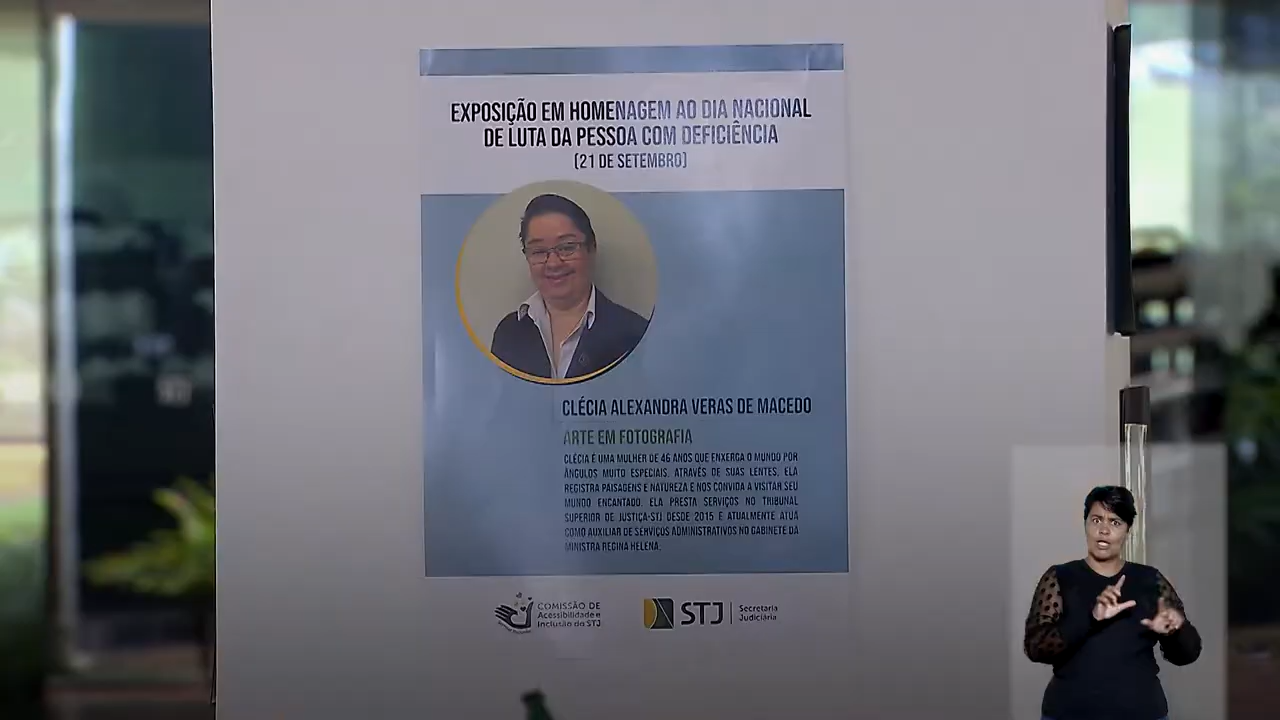 EXPOSIÇÃO EM HOMENAGEM AO DIA NACIONAL
DE LUTA DA PESSOA COM DEFICIÊNCIA
(21 DE SETEMBRO)
CLÉCIA ALEXANDRA VERAS DE MACEDO
ARTE EM FOTOGRAFIA
CLÉCIA É UMA MULHER DE 46 ANOS QUE ENXERGA O MUNDO POR
ÂNGULOS MUITO ESPECIAIS. ATRAVÉS DE SUAS LENTES, ELA
REGISTRA PAISAGENS E NATUREZA E NOS CONVIDA A VISITAR SEU
MUNDO ENCANTADO. ELA PRESTA SERVIÇOS NO TRIBUNAL
SUPERIOR DE JUSTIÇA-STJ DESDE 2015 E ATUALMENTE ATUA
COMO AUXILIAR DE SERVIÇOS ADMINISTRATIVOS NO GABINETE DA
MINISTRA REGINA HELENA.
COMISSÃO DE
Acessibilidade e
Inclusão do STJ
STJ
Secretaria
Judiciária